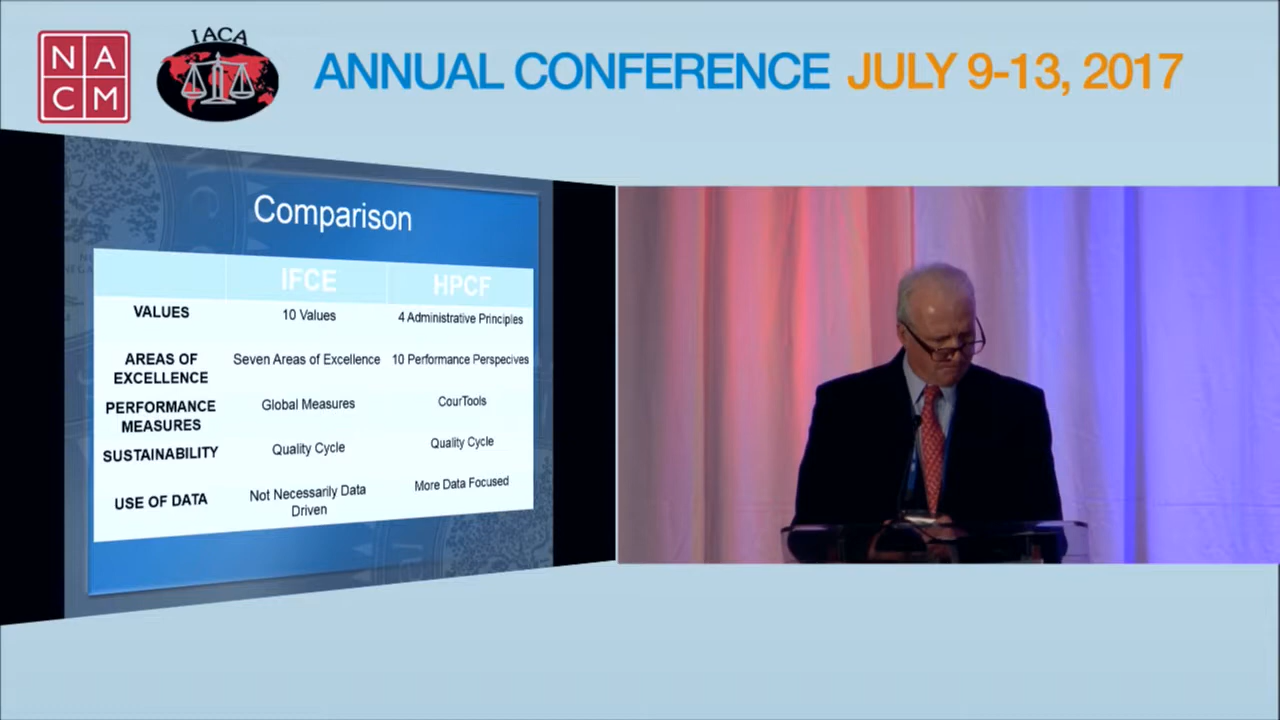 NA
CM
IACA
ANNUAL CONFERENCE JULY 9-13, 2017
Comparison
IFCE HPCF
VALUES 10 Values 4 Administrative Principles
AREAS OF EXCELLENCE Seven Areas of Excellence 10 Performance Perspecives
PERFORMANCE MEASURES Global Measures CourTools
SUSTAINABILITY Quality Cycle Quality Cycle
USE OF DATA Not Necessarily Data Driven More Data Focused